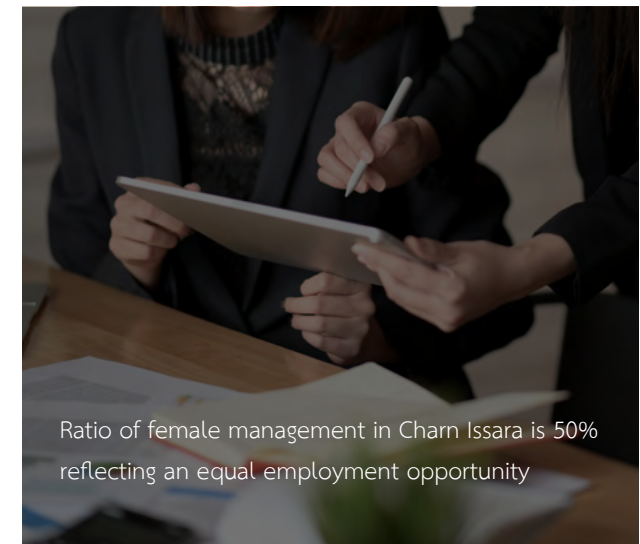 Ratio of female management in Charn Issara is 50%
reflecting an equal employment opportunity